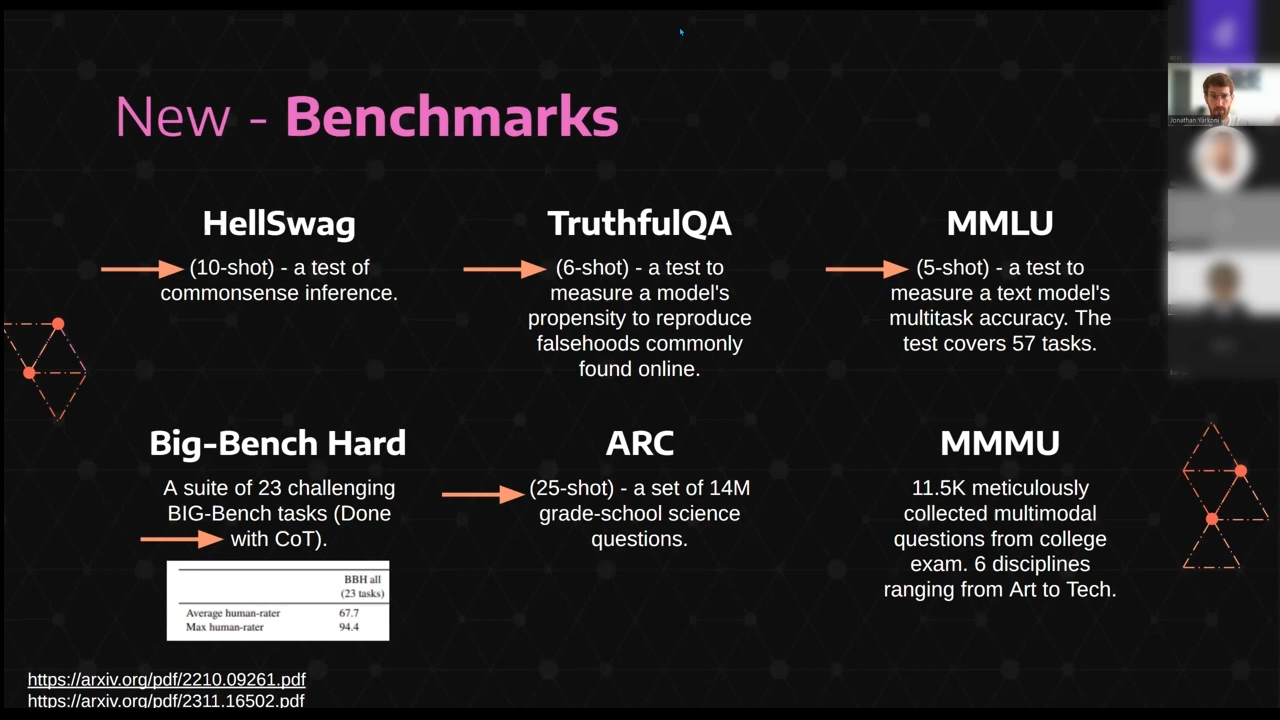 New - Benchmarks
HellSwag
(10-shot) - a test of
commonsense inference.
TruthfulQA
(6-shot) - a test to
measure a model's
propensity to reproduce
falsehoods commonly
found online.
MMLU
(5-shot) - a test to
measure a text model's
multitask accuracy. The
test covers 57 tasks.
Big-Bench Hard
A suite of 23 challenging
BIG-Bench tasks (Done
with CoT).
BBH all
(23 tasks)
Average human-rater 67.7
Max human-rater 94.4
ARC
(25-shot) - a set of 14M
grade-school science
questions.
MMMU
11.5K meticulously
collected multimodal
questions from college
exam. 6 disciplines
ranging from Art to Tech.
https://arxiv.org/pdf/2210.09261.pdf
https://arxiv.org/pdf/2311.16502.pdf
Jonathan Yarkoni